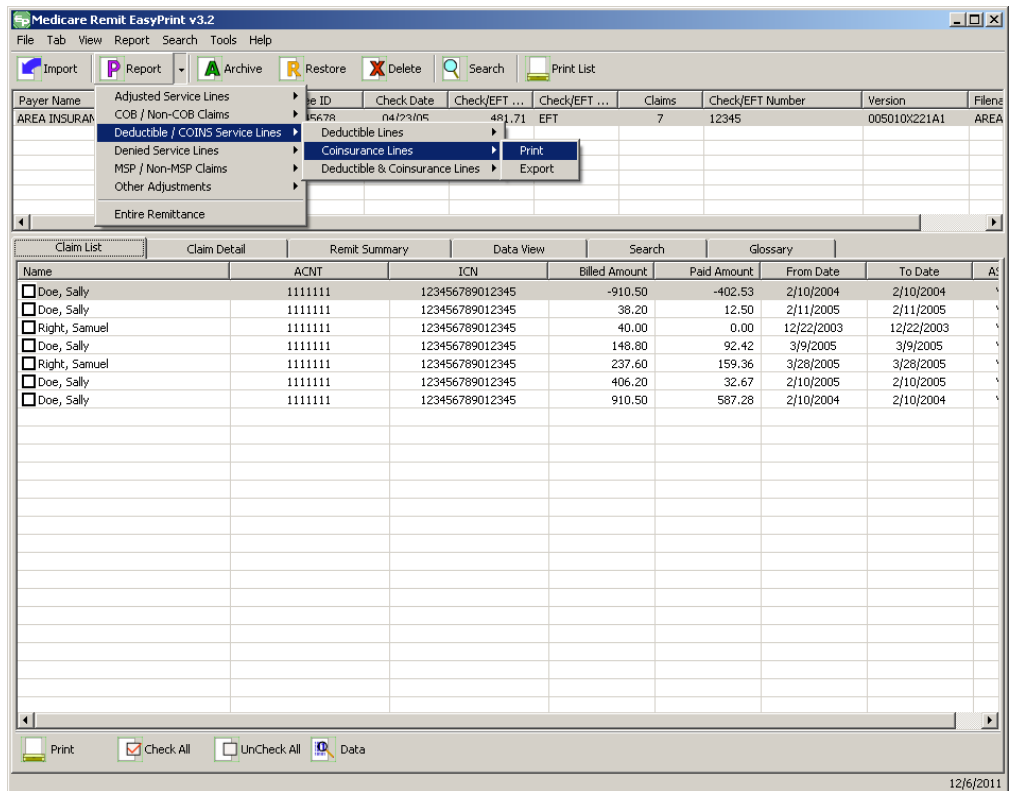 Medicare Remit EasyPrint v3.2
File Tab View Report Search Tools Help
Import Report Archive Restore Delete Search Print List
Payer Name ee ID Check Date Check/EFT ... Check/EFT ... Claims Check/EFT Number Version Filena
AREA INSURAN 5678 04/23/05 481.71 EFT 7 12345 005010X221A1 AREA
Adjusted Service Lines
COB / Non-COB Claims
Deductible / COINS Service Lines
Denied Service Lines
MSP / Non-MSP Claims
Other Adjustments
Entire Remittance
Deductible Lines
Coinsurance Lines
Deductible & Coinsurance Lines
Print
Export
Claim List Claim Detail Remit Summary Data View Search Glossary
Name ACNT ICN Billed Amount Paid Amount From Date To Date
Doe, Sally 1111111 123456789012345 -910.50 -402.53 2/10/2004 2/10/2004
Doe, Sally 1111111 123456789012345 38.20 12.50 2/11/2005 2/11/2005
Right, Samuel 1111111 123456789012345 40.00 0.00 12/22/2003 12/22/2003
Doe, Sally 1111111 123456789012345 148.80 92.42 3/9/2005 3/9/2005
Right, Samuel 1111111 123456789012345 237.60 159.36 3/28/2005 3/28/2005
Doe, Sally 1111111 123456789012345 406.20 32.67 2/10/2005 2/10/2005
Doe, Sally 1111111 123456789012345 910.50 587.28 2/10/2004 2/10/2004
Print Check All UnCheck All Data
12/6/2011